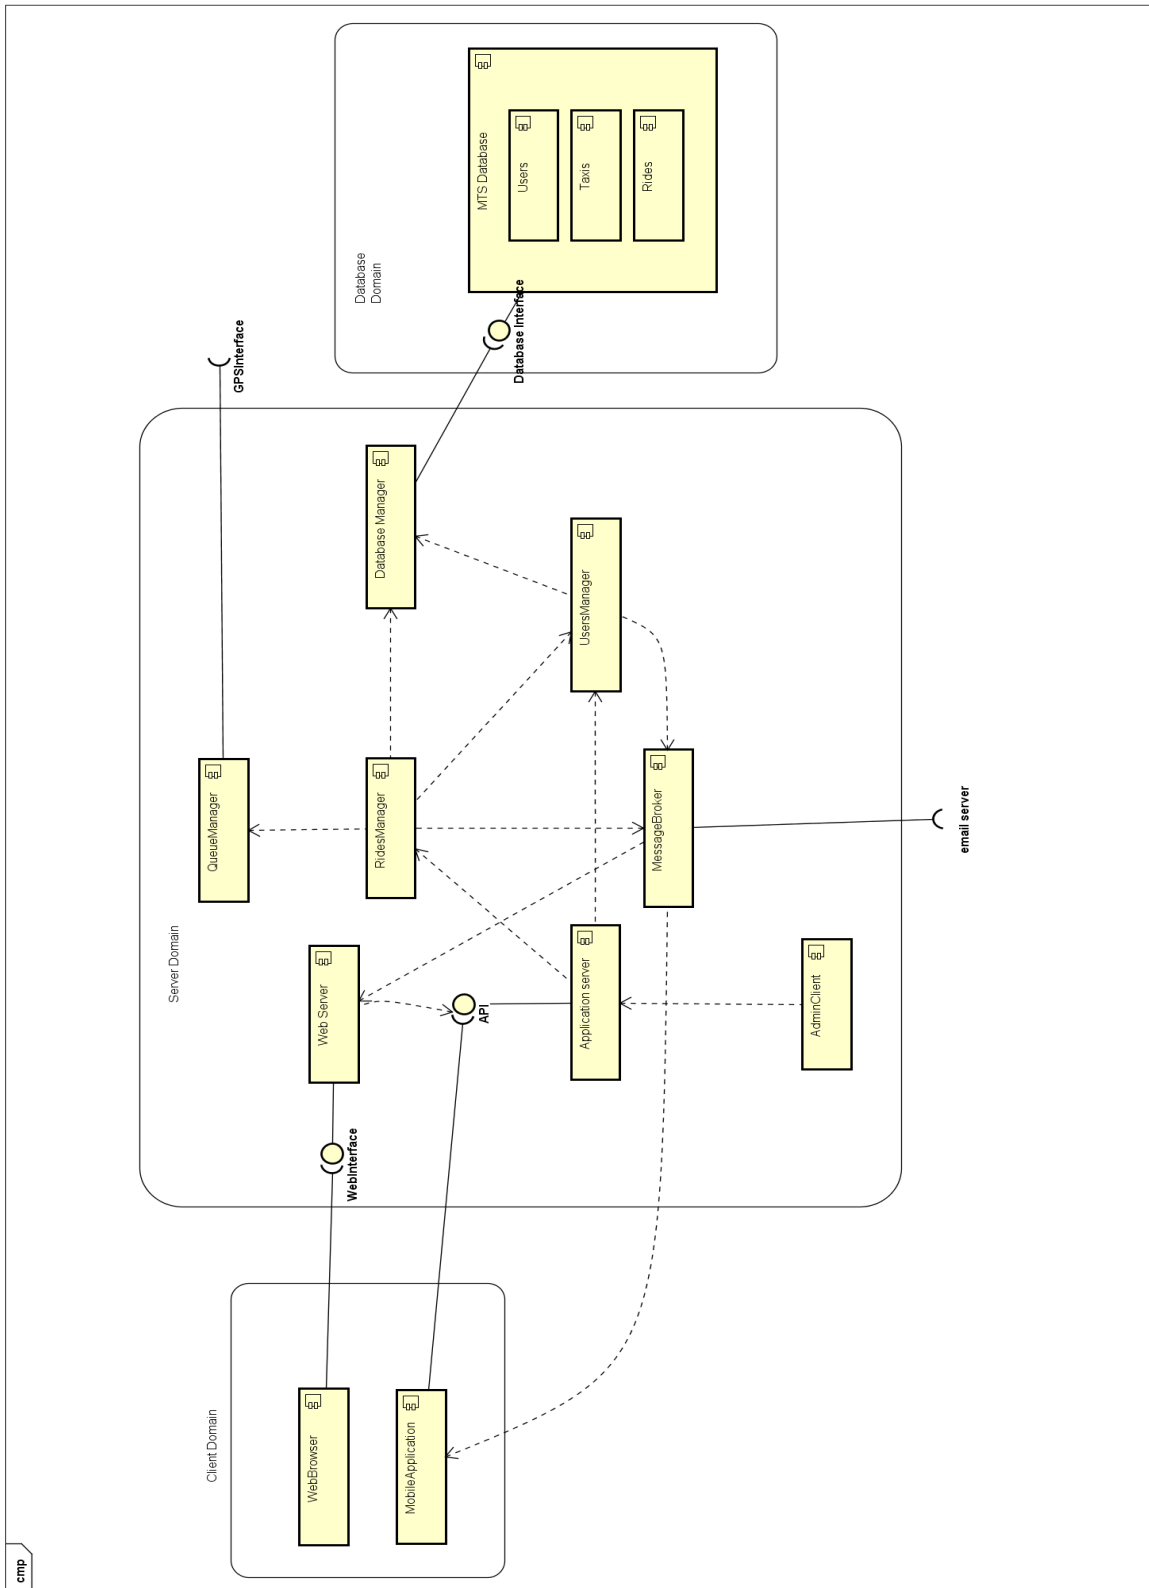 cmp
Client Domain
WebBrowser
MobileApplication
WebInterface
Server Domain
Web Server
API
Application server
AdminClient
QueueManager
RidesManager
MessageBroker
email server
UsersManager
Database Manager
GPSInterface
Database Interface
Database
Domain
MTS Database
Users
Taxis
Rides